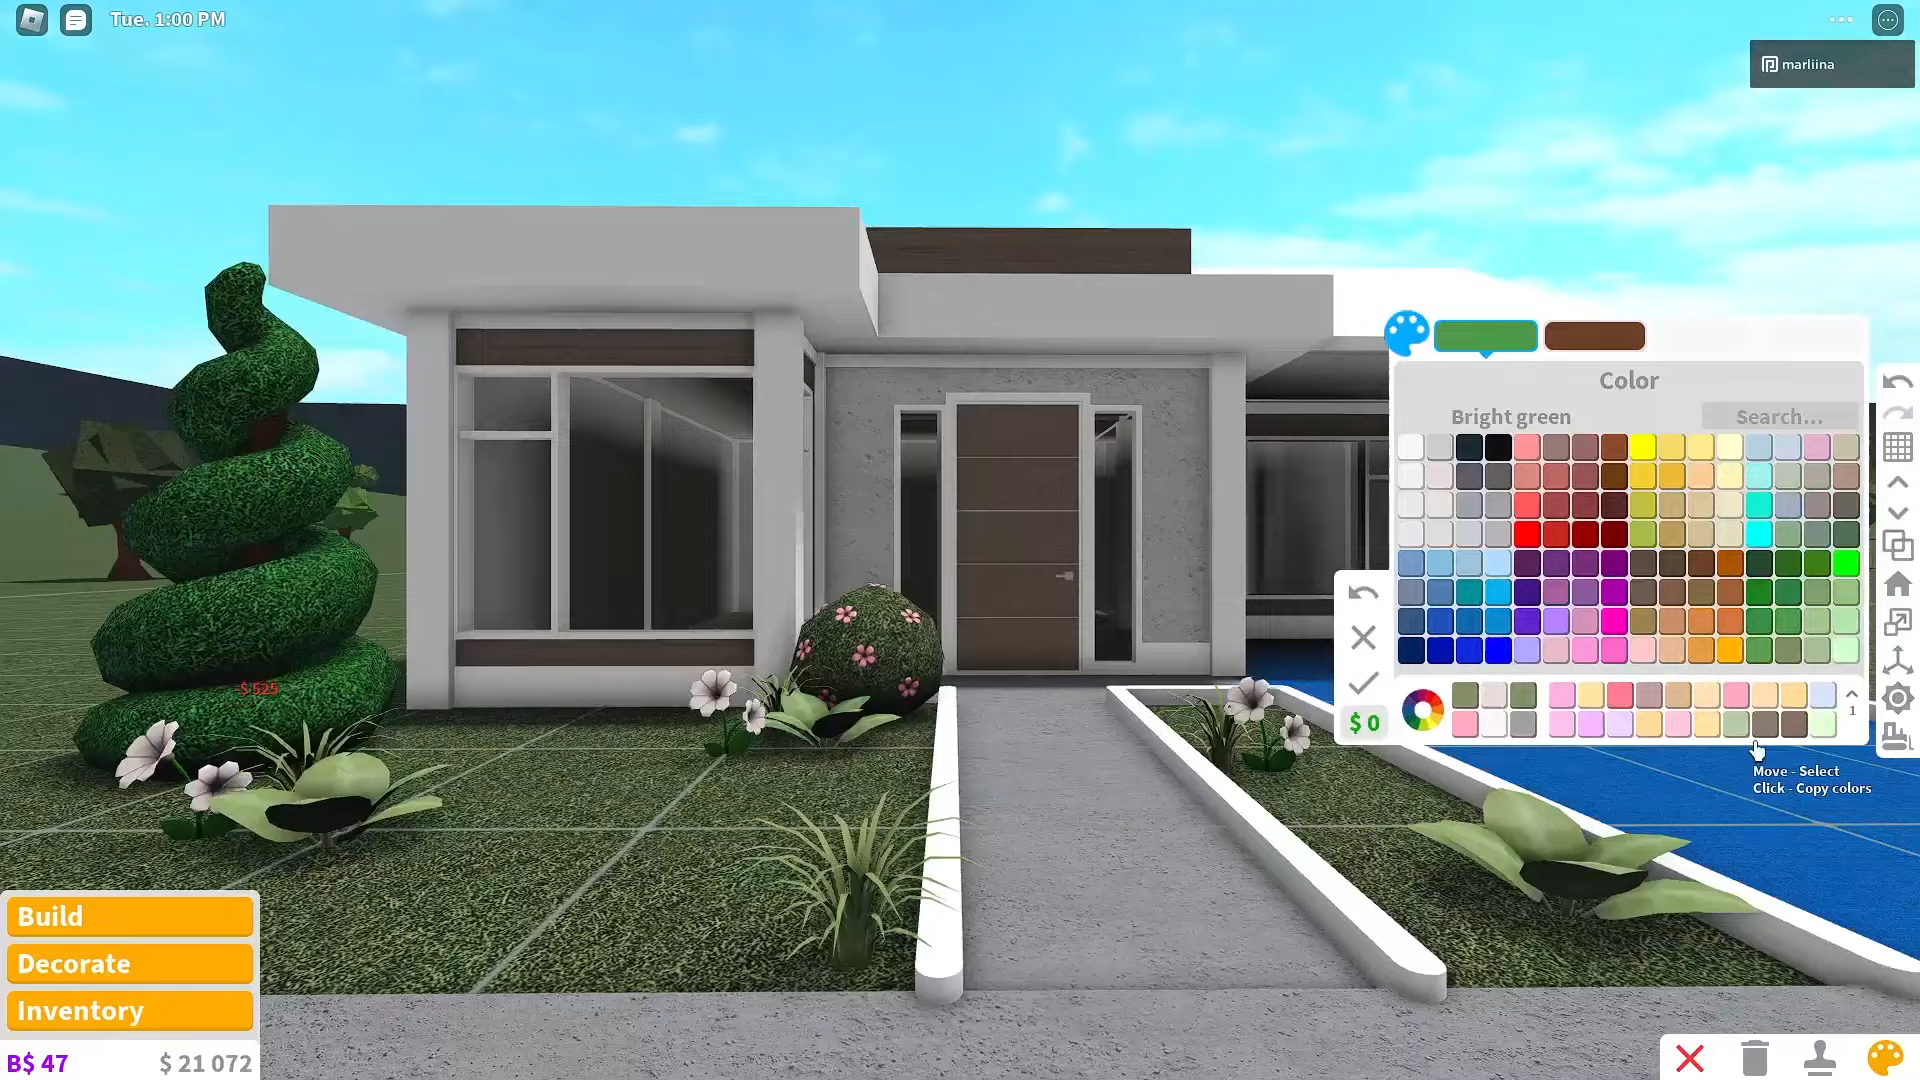 Tue. 1:00 PM
marliina
Color
Bright green
Search...
$ 0
1
Move - Select
Click - Copy colors
-$ 525
Build
Decorate
Inventory
B$ 47
$ 21 072